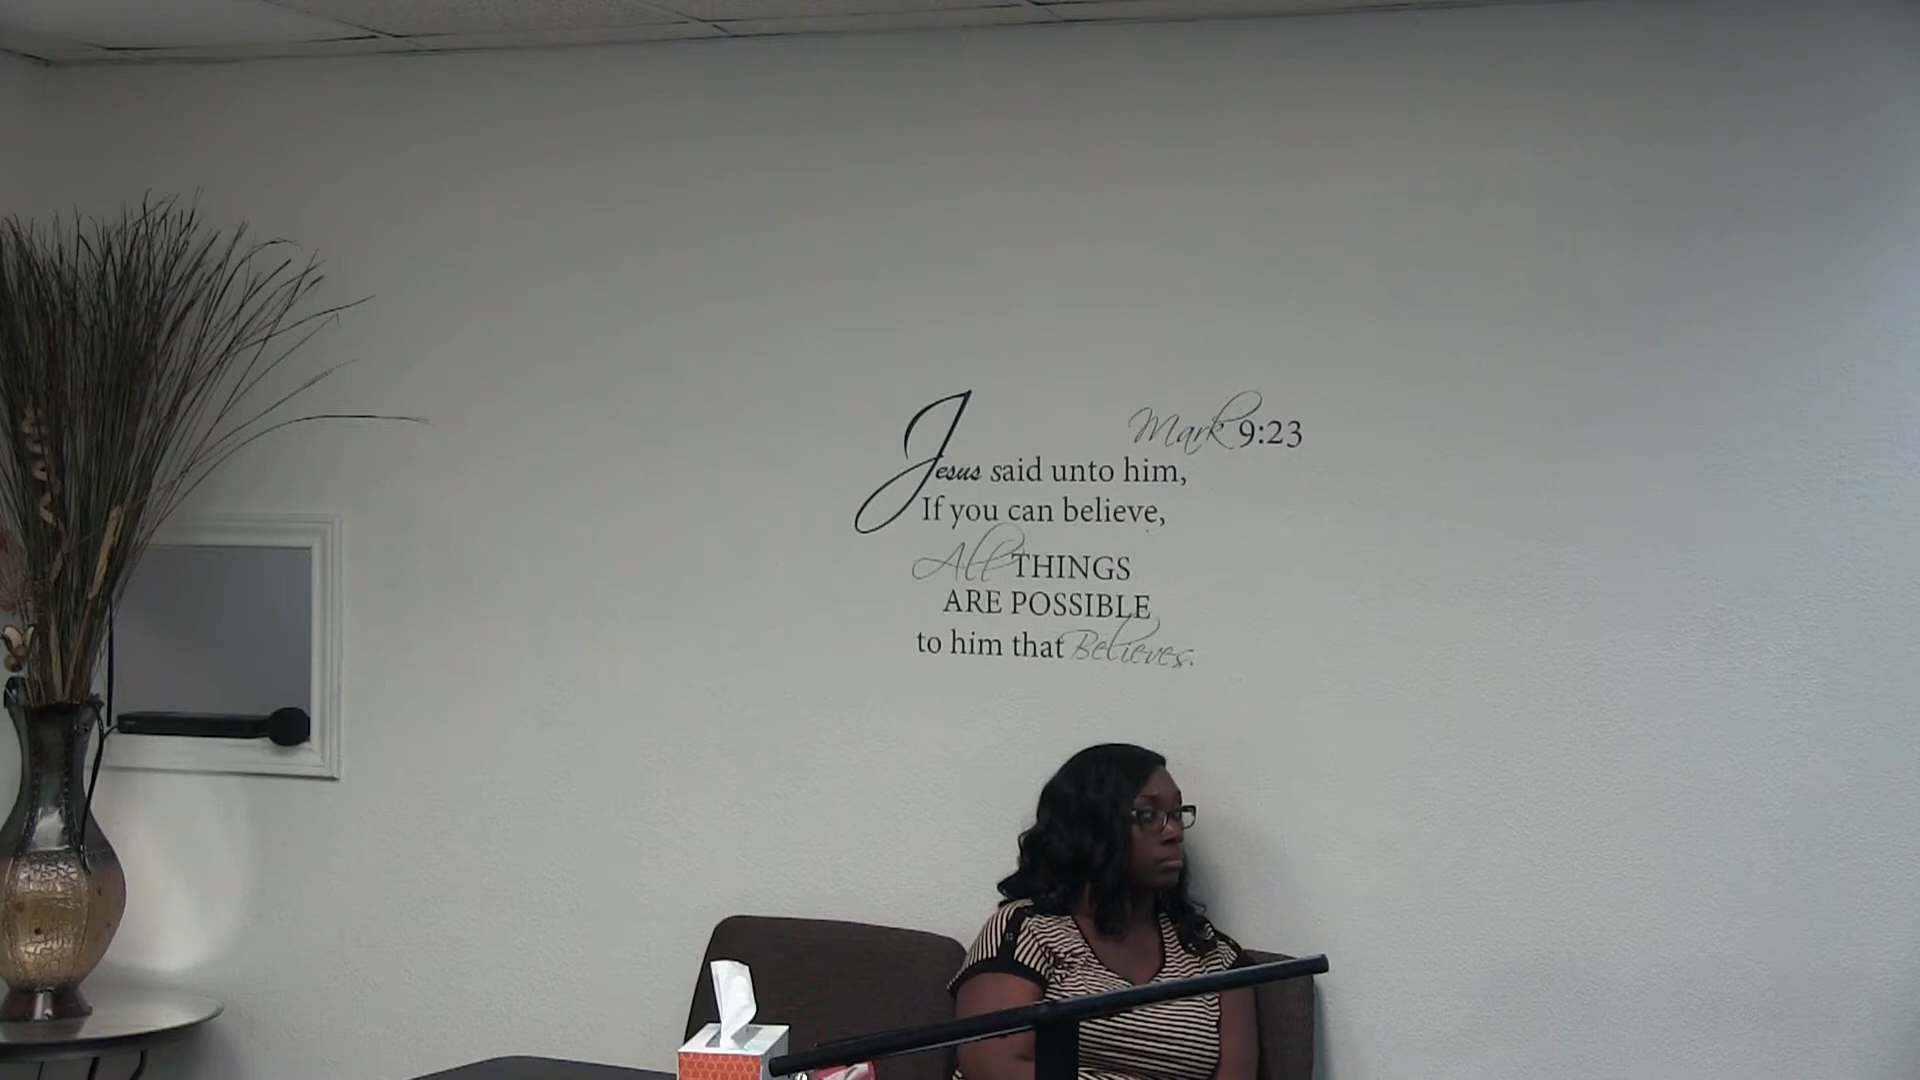 Mark 9:23
Jesus said unto him,
If you can believe,
All THINGS
ARE POSSIBLE
to him that Believes.